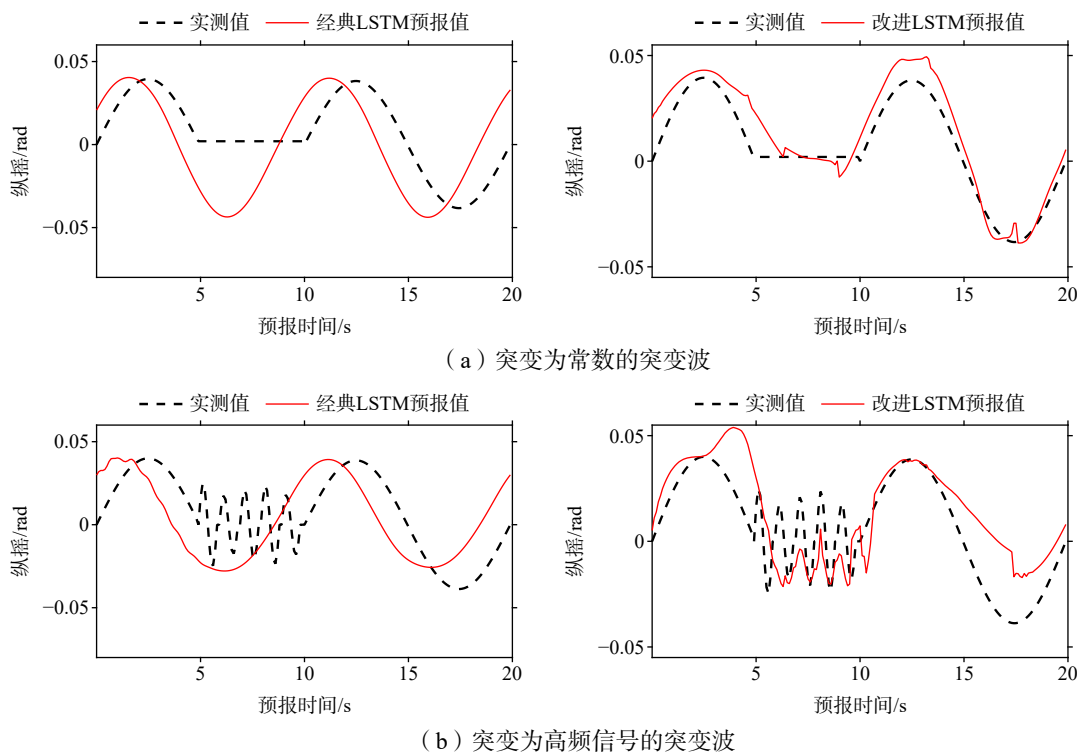 实测值 经典LSTM预报值
实测值 改进LSTM预报值
纵摇/rad
0.05
0
−0.05
5 10 15 20
预报时间/s
纵摇/rad
0.05
0
−0.05
5 10 15 20
预报时间/s
（a）突变为常数的突变波
实测值 经典LSTM预报值
实测值 改进LSTM预报值
纵摇/rad
0.05
0
−0.05
5 10 15 20
预报时间/s
纵摇/rad
0.05
0
−0.05
5 10 15 20
预报时间/s
（b）突变为高频信号的突变波